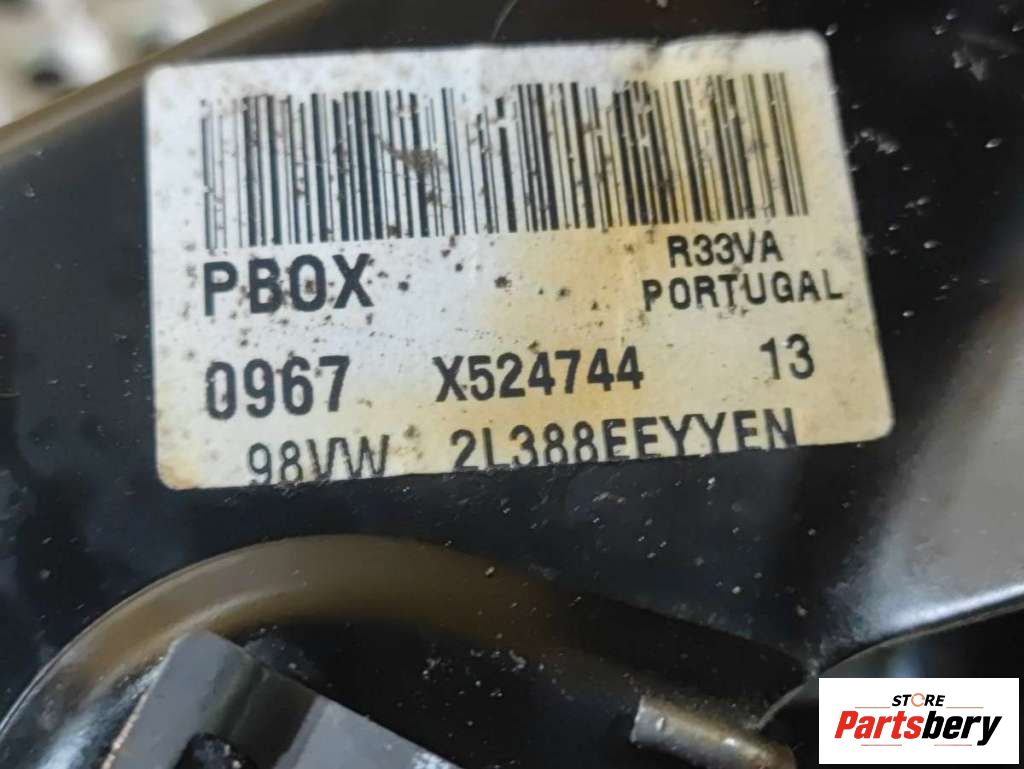 R33VA
PBOX PORTUGAL
0967 X524744 13
98VW 2L388EEYYEN
STORE
Partsbery